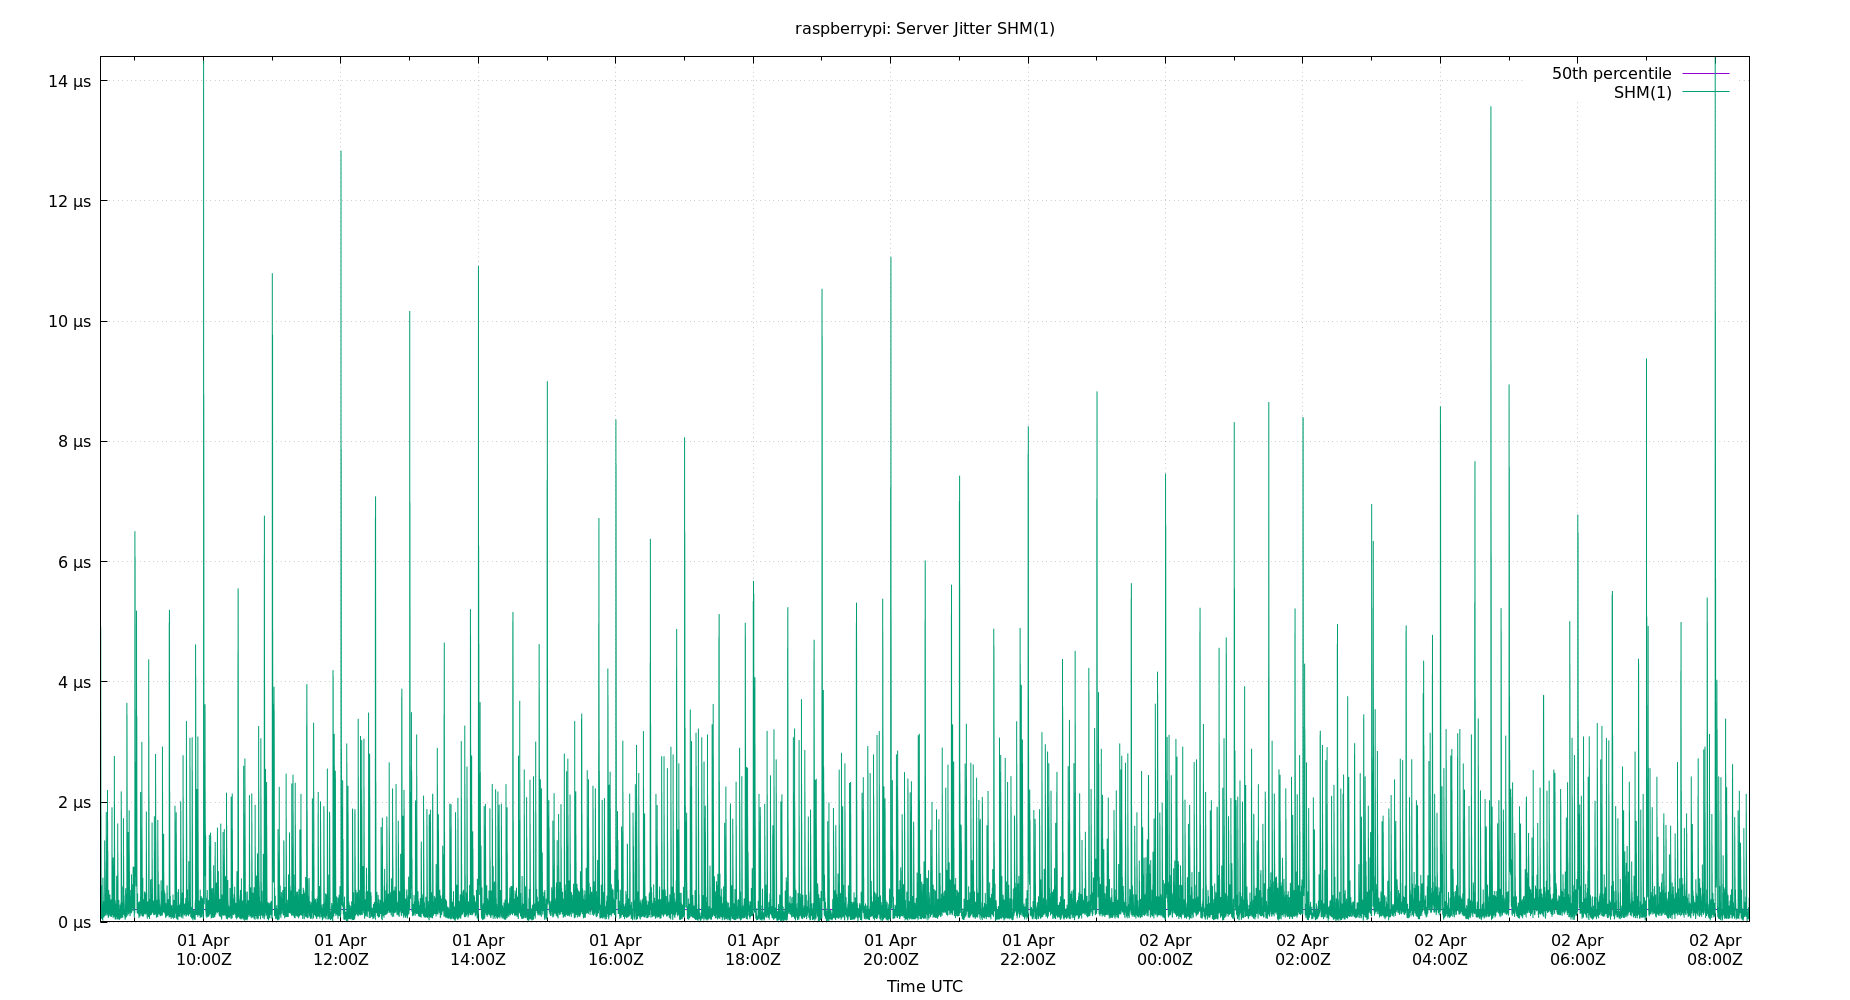 raspberrypi: Server Jitter SHM(1)
50th percentile
SHM(1)
14 µs
12 µs
10 µs
8 µs
6 µs
4 µs
2 µs
0 µs
01 Apr 01 Apr 01 Apr 01 Apr 01 Apr 01 Apr 01 Apr 02 Apr 02 Apr 02 Apr 02 Apr 02 Apr
10:00Z 12:00Z 14:00Z 16:00Z 18:00Z 20:00Z 22:00Z 00:00Z 02:00Z 04:00Z 06:00Z 08:00Z
Time UTC